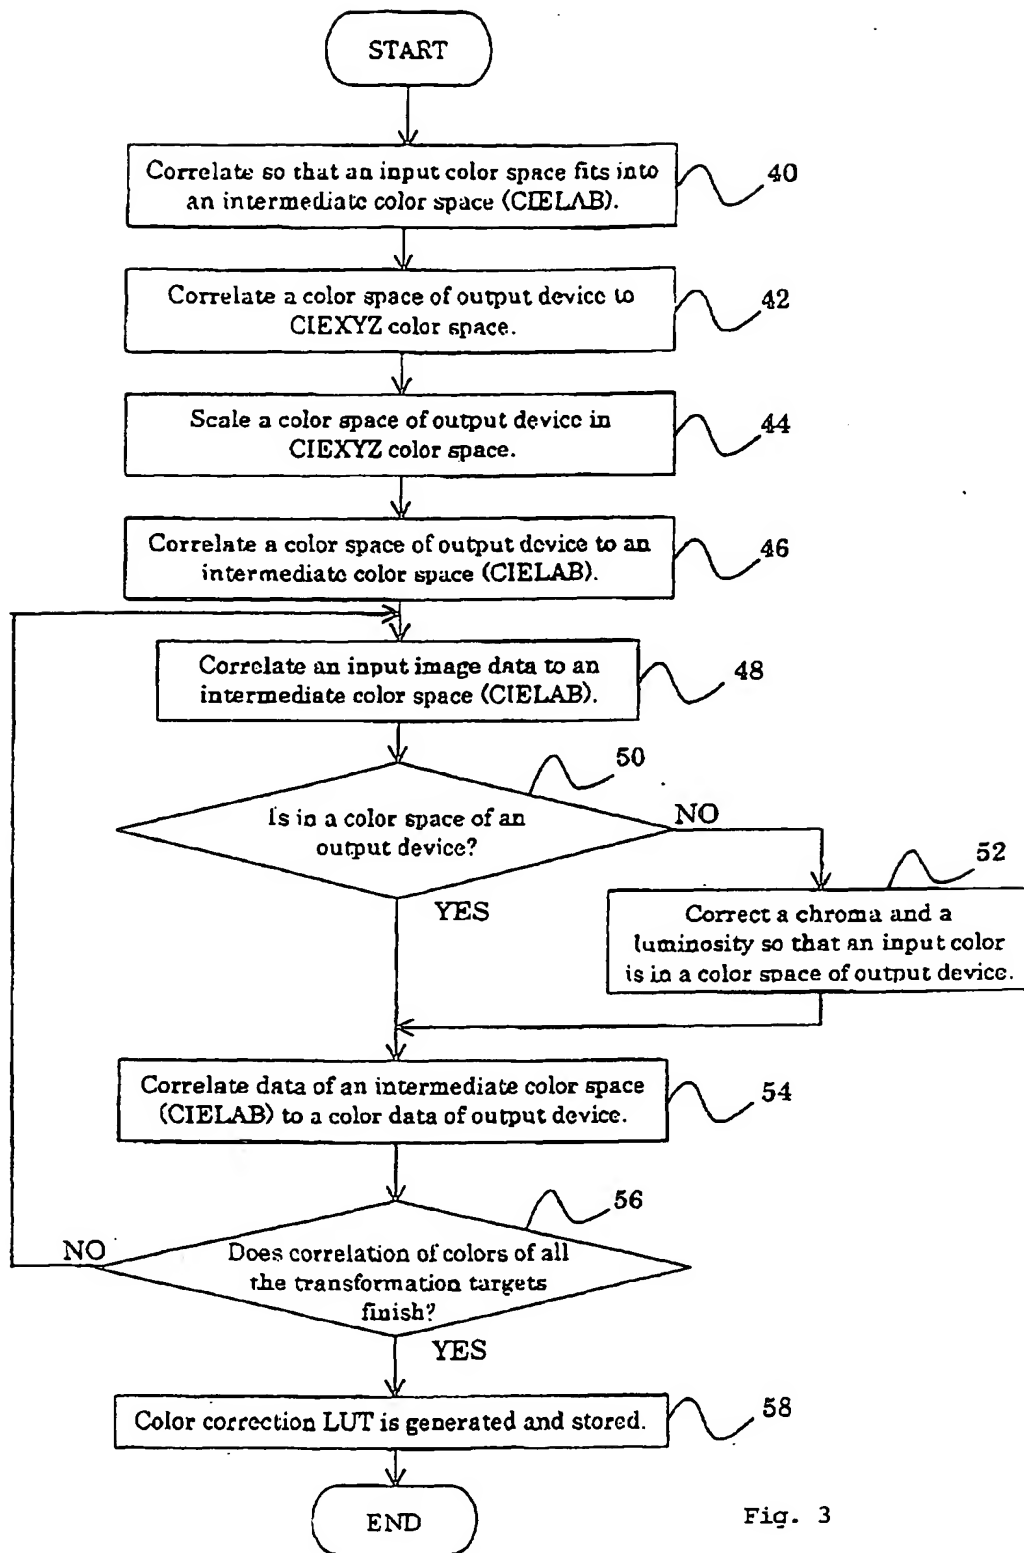 START
Correlate so that an input color space fits into
an intermediate color space (CIELAB).
40
Correlate a color space of output device to
CIEXYZ color space.
42
Scale a color space of output device in
CIEXYZ color space.
44
Correlate a color space of output device to an
intermediate color space (CIELAB).
46
Correlate an input image data to an
intermediate color space (CIELAB).
48
50
Is in a color space of an
output device?
NO
YES
52
Correct a chroma and a
luminosity so that an input color
is in a color space of output device.
Correlate data of an intermediate color space
(CIELAB) to a color data of output device.
54
56
NO
Does correlation of colors of all
the transformation targets
finish?
YES
Color correction LUT is generated and stored.
58
END
Fig. 3